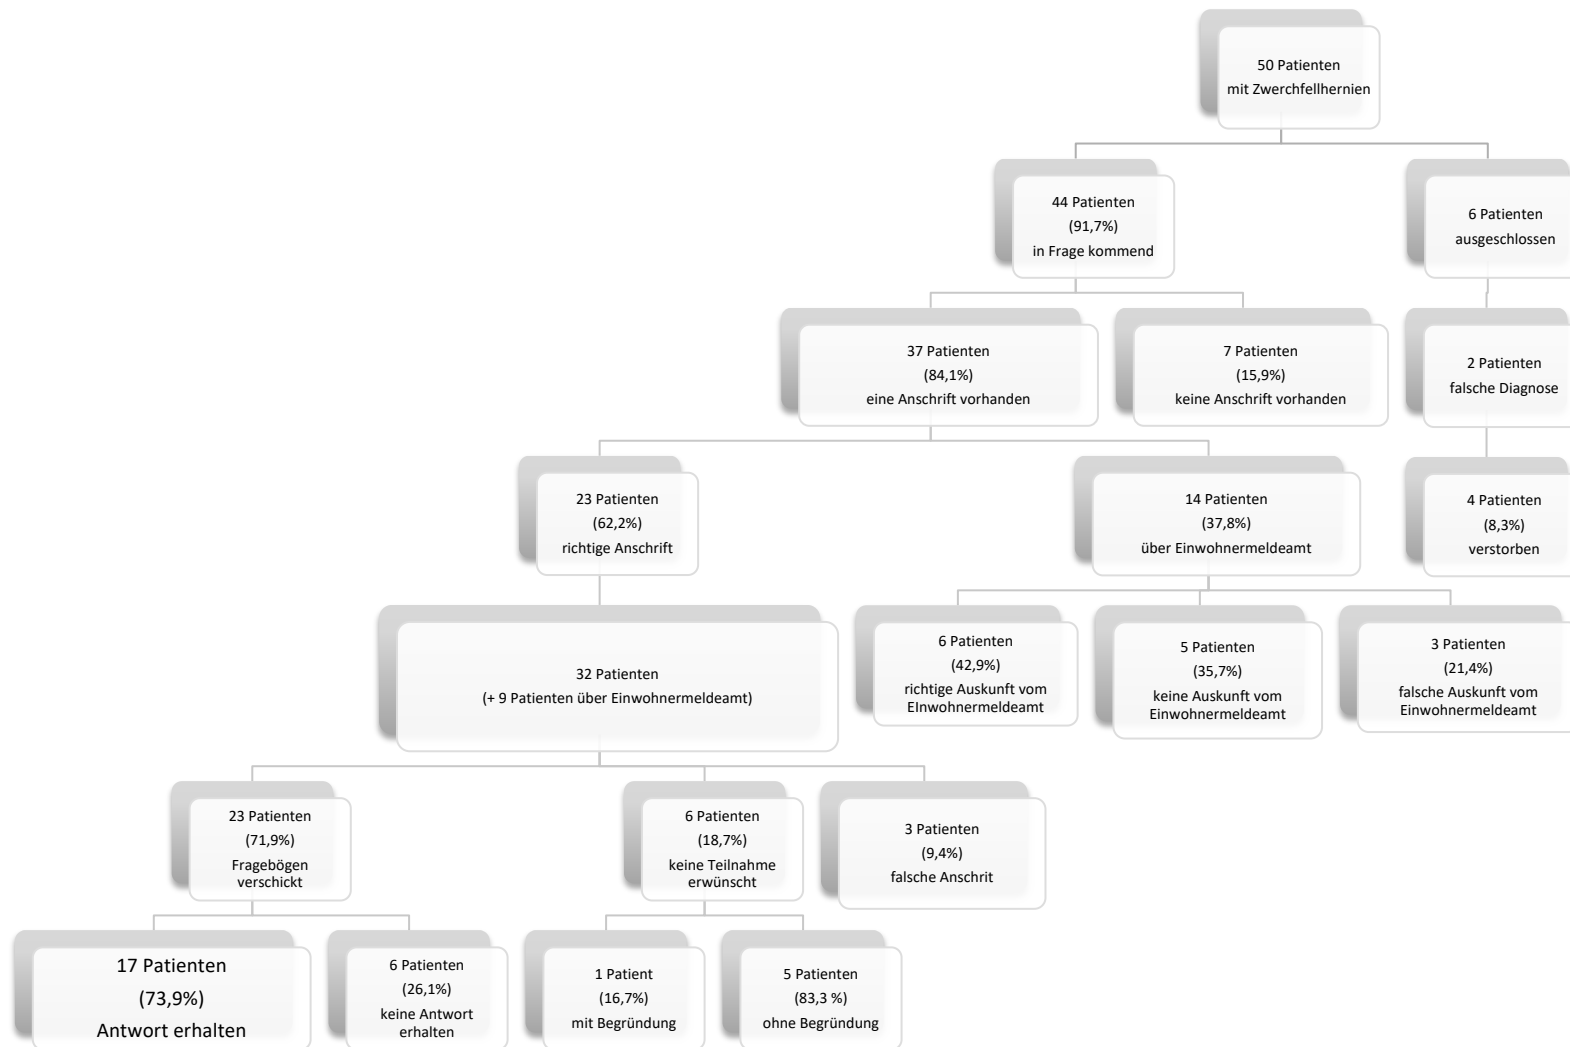 50 Patienten
mit Zwerchfellhernien
44 Patienten
(91,7%)
in Frage kommend
6 Patienten
ausgeschlossen
37 Patienten
(84,1%)
eine Anschrift vorhanden
7 Patienten
(15,9%)
keine Anschrift vorhanden
2 Patienten
falsche Diagnose
23 Patienten
(62,2%)
richtige Anschrift
14 Patienten
(37,8%)
über Einwohnermeldeamt
4 Patienten
(8,3%)
verstorben
32 Patienten
(+ 9 Patienten über Einwohnermeldeamt)
6 Patienten
(42,9%)
richtige Auskunft vom
EInwohnermeldeamt
5 Patienten
(35,7%)
keine Auskunft vom
Einwohnermeldeamt
3 Patienten
(21,4%)
falsche Auskunft vom
Einwohnermeldeamt
23 Patienten
(71,9%)
Fragebögen
verschickt
6 Patienten
(18,7%)
keine Teilnahme
erwünscht
3 Patienten
(9,4%)
falsche Anschrit
17 Patienten
(73,9%)
Antwort erhalten
6 Patienten
(26,1%)
keine Antwort
erhalten
1 Patient
(16,7%)
mit Begründung
5 Patienten
(83,3 %)
ohne Begründung